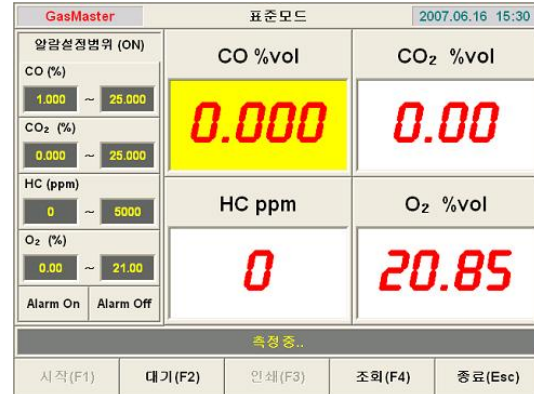 GasMaster 표준모드 2007.06.16 15:30
알람설정범위 (ON)
CO (%)
1.000 ~ 25.000
CO₂ (%)
0.000 ~ 25.000
HC (ppm)
0 ~ 5000
O₂ (%)
0.00 ~ 21.00
Alarm On Alarm Off
CO %vol
0.000
CO₂ %vol
0.00
HC ppm
0
O₂ %vol
20.85
측정중..
시작(F1) 대기(F2) 인쇄(F3) 조회(F4) 종료(Esc)